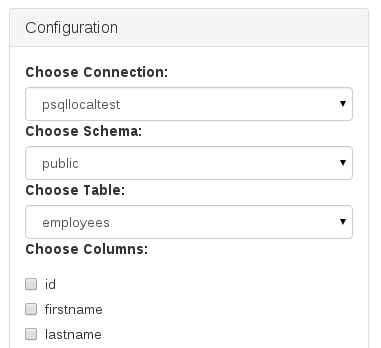 Configuration
Choose Connection:
psqllocaltest
Choose Schema:
public
Choose Table:
employees
Choose Columns:
id
firstname
lastname